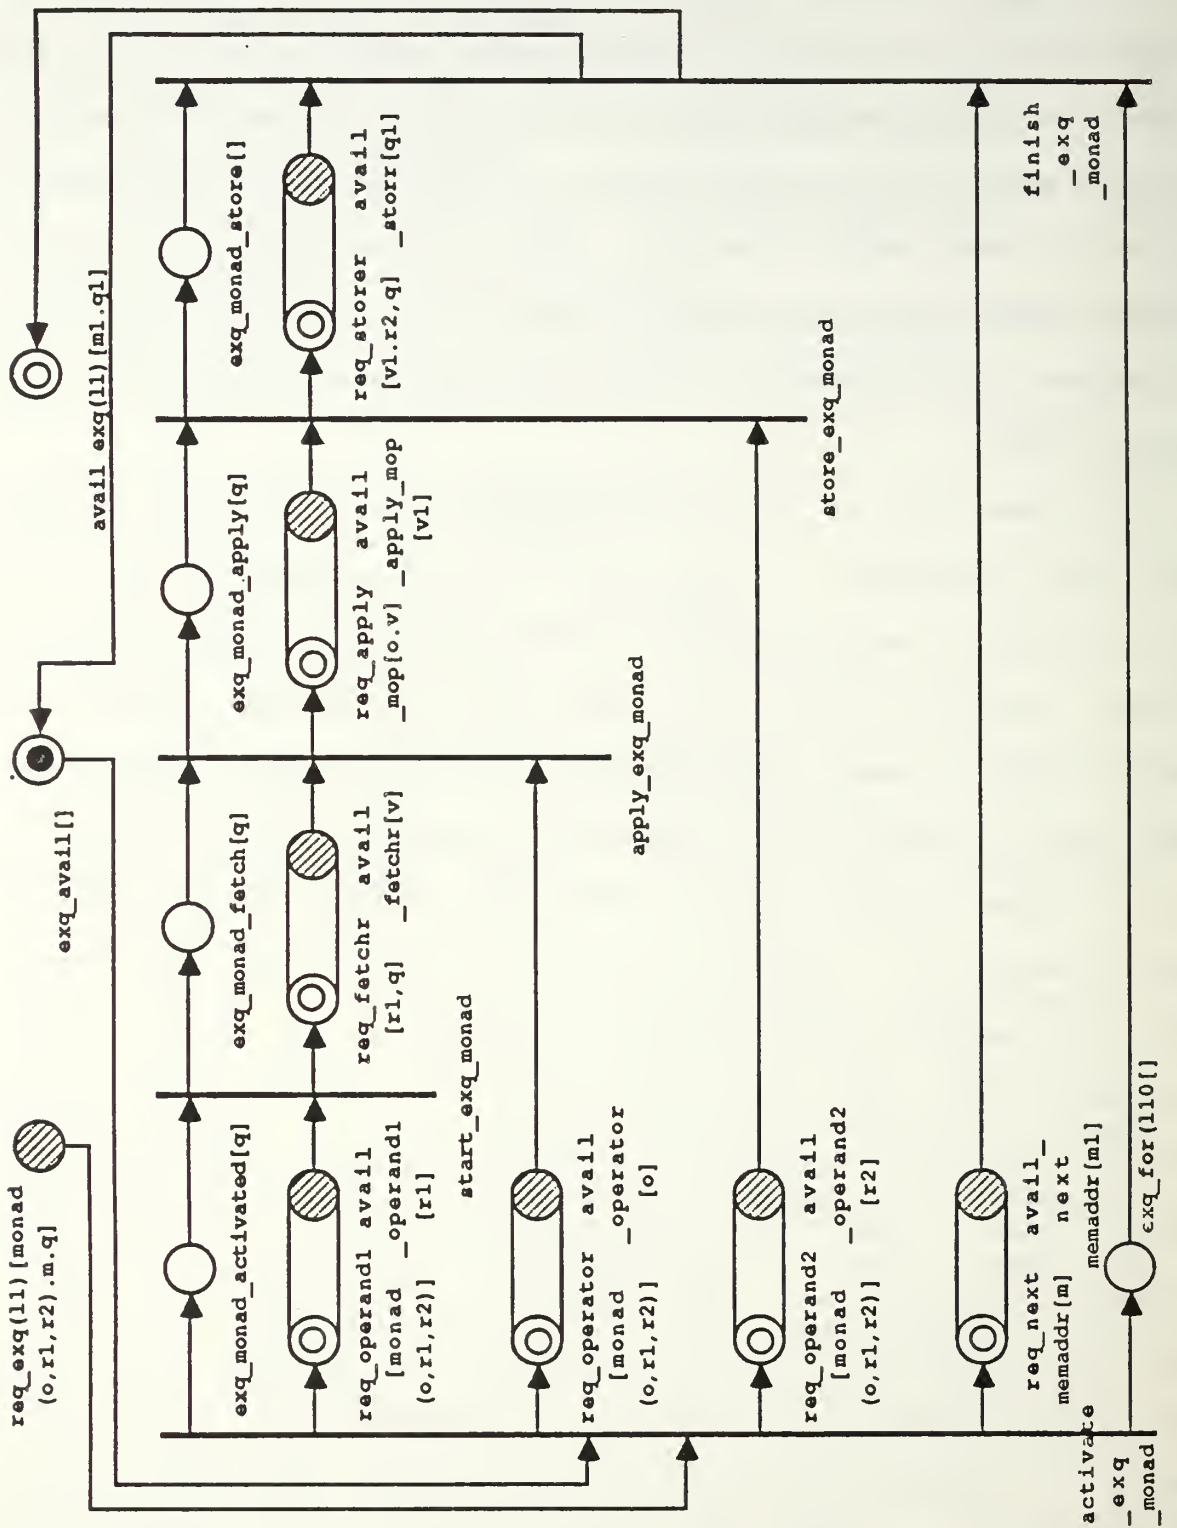 req_exq(l1)[monad
(o,r1,r2).m.q]
exq_avail[]
avail exq(l1)[m1.q1]
exq_monad_activated[q]
exq_monad_fetch[q]
exq_monad_apply[q]
exq_monad_store[]
req_operand1 avail
[monad _operand1
(o,r1,r2)] [r1]
req_fetchr avail
[r1,q] _fetchr[v]
req_apply avail
_mop[o.v] _apply_mop
[v1]
req_storer avail
[v1.r2,q] _storr[q1]
start_exq_monad
req_operator avail
[monad _operator
(o,r1,r2)] [o]
apply_exq_monad
req_operand2 avail
[monad _operand2
(o,r1,r2)] [r2]
store_exq_monad
req_next avail_
memaddr[m] next
memaddr[m1]
exq_for(l10[]
activate
_exq
_monad
finish
_exq
_monad